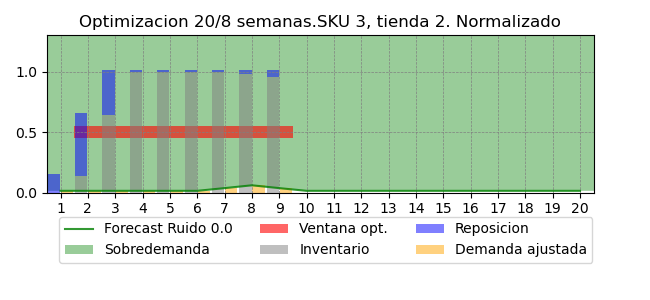 Optimizacion 20/8 semanas.SKU 3, tienda 2. Normalizado
1.0
0.5
0.0
1 2 3 4 5 6 7 8 9 10 11 12 13 14 15 16 17 18 19 20
Forecast Ruido 0.0 Ventana opt. Reposicion
Sobredemanda Inventario Demanda ajustada